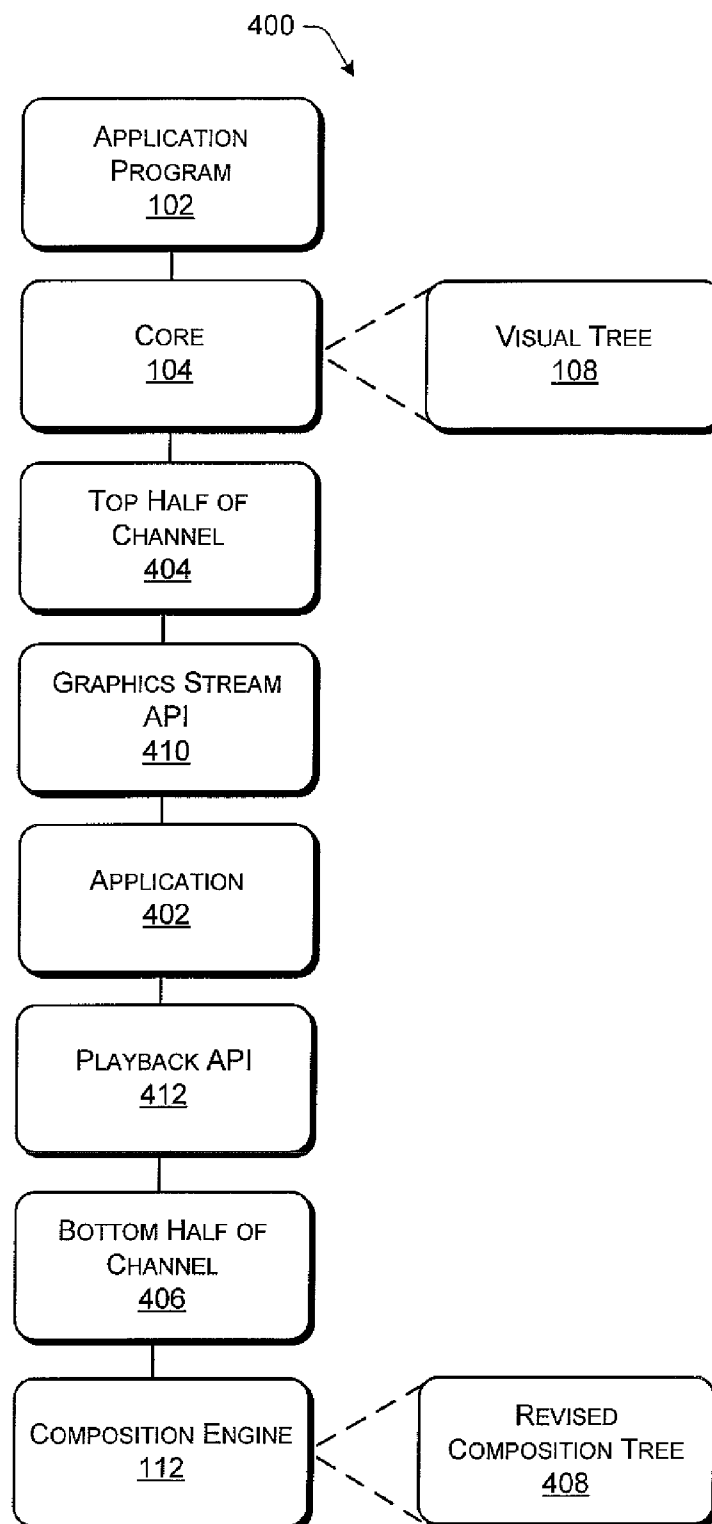 400
APPLICATION
PROGRAM
102
CORE
104
VISUAL TREE
108
TOP HALF OF
CHANNEL
404
GRAPHICS STREAM
API
410
APPLICATION
402
PLAYBACK API
412
BOTTOM HALF OF
CHANNEL
406
COMPOSITION ENGINE
112
REVISED
COMPOSITION TREE
408